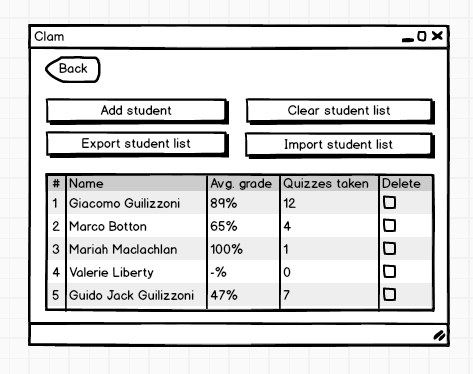 Clam
Back
Add student Clear student list
Export student list Import student list
# Name Avg. grade Quizzes taken Delete
1 Giacomo Guilizzoni 89% 12
2 Marco Botton 65% 4
3 Mariah Maclachlan 100% 1
4 Valerie Liberty -% 0
5 Guido Jack Guilizzoni 47% 7